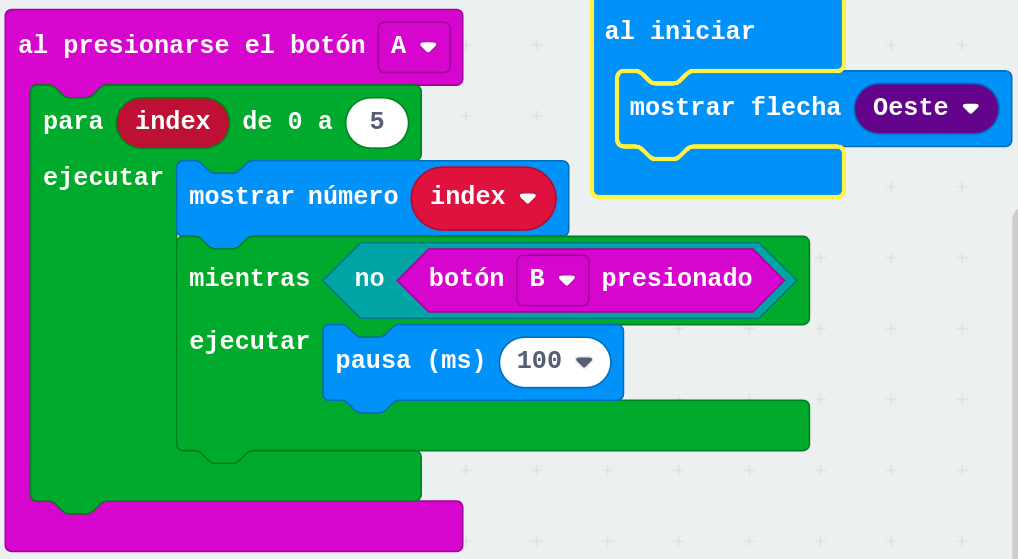 al presionarse el botón A
para index de 0 a 5
ejecutar
mostrar número index
mientras no botón B presionado
ejecutar
pausa (ms) 100
al iniciar
mostrar flecha Oeste